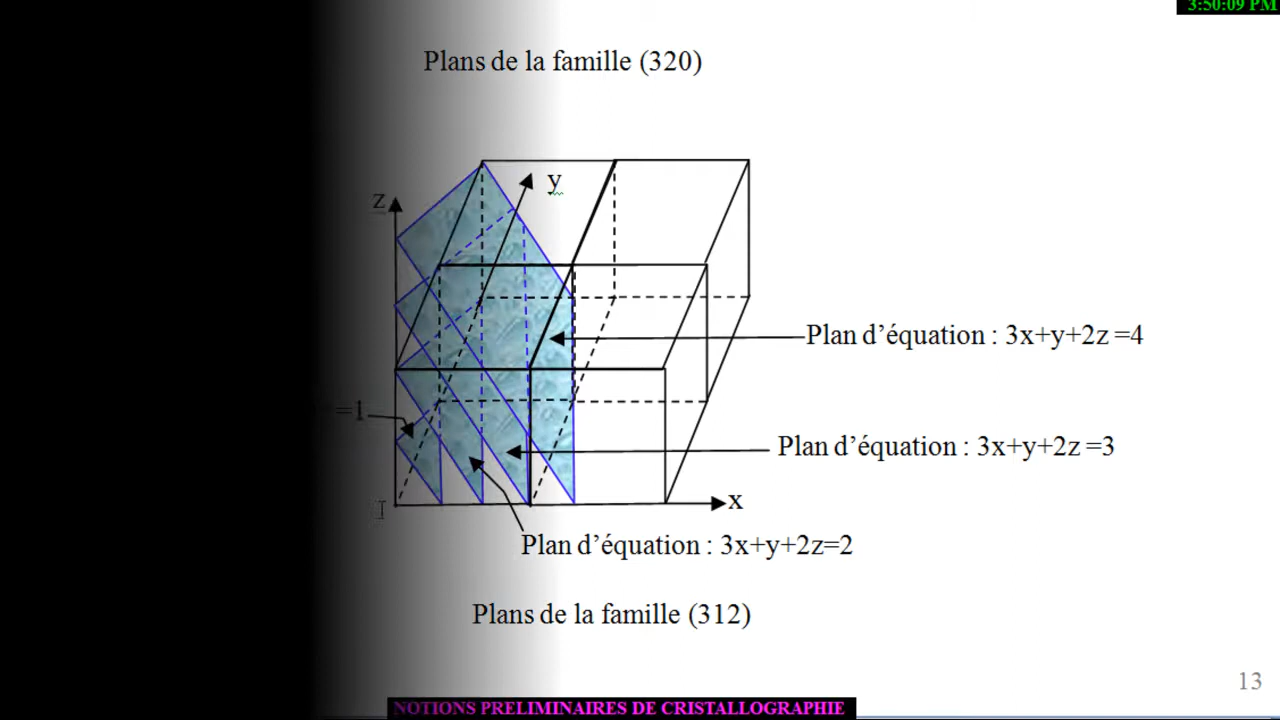 3:50:09 PM
Plans de la famille (320)
y
z
Plan d’équation : 3x+y+2z =4
=1
Plan d’équation : 3x+y+2z =3
x
Plan d’équation : 3x+y+2z=2
Plans de la famille (312)
13
NOTIONS PRELIMINAIRES DE CRISTALLOGRAPHIE